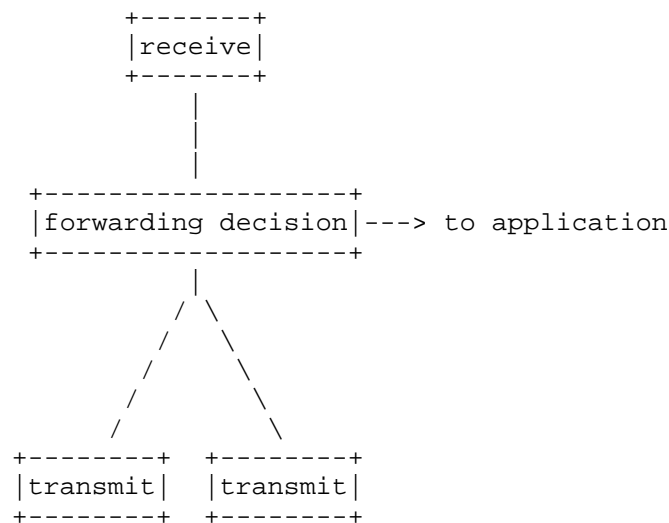 receive
forwarding decision ---> to application
transmit transmit